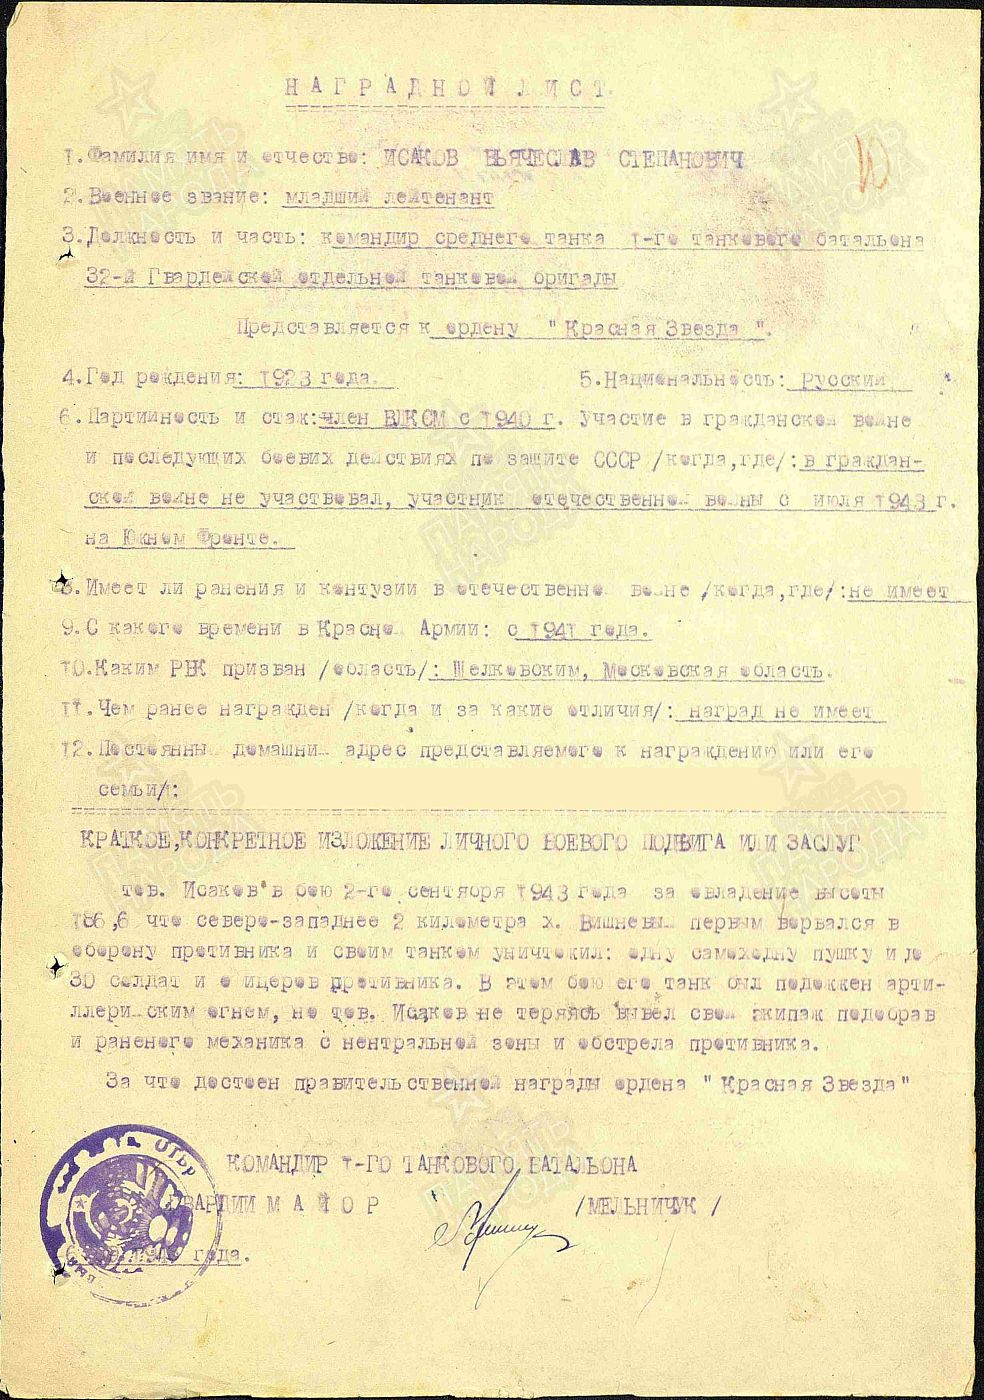 НАГРАДНОЙ ЛИСТ.
1.Фамилия имя и отчество: ИСАКОВ ВЬЯЧЕСЛАВ СТЕПАНОВИЧ
10
2.Военное звание: младший лейтенант
3.Должность и часть: командир среднего танка 1-го танкового батальона
32-й Гвардейской отдельной танковой бригады
Представляется к ордену "Красная Звезда".
4.Год рождения: 1923 года. 5.Национальность: Русский
6.Партийность и стаж: член ВЛКСМ с 1940 г. Участие в гражданской войне
и последующих боевих действиях по защите СССР /когда,где/: в граждан-
ской войне не участвовал, участник отечественной войны с июля 1943 г.
на Южном Фронте.
8.Имеет ли ранения и контузии в отечественной войне /когда,где/:не имеет
9.С какого времени в Красной Армии: с 1941 года.
10.Каким РВК призван /область/: Щелковским, Московская область.
11.Чем ранее награжден /когда и за какие отличия/: наград не имеет
12.Постоянный домашний адрес представляемого к награждению или его
семьи/:
КРАТКОЕ,КОНКРЕТНОЕ ИЗЛОЖЕНИЕ ЛИЧНОГО БОЕВОГО ПОДВИГА ИЛИ ЗАСЛУГ
тов. Исаков в бою 2-го сентября 1943 года за овладение высоты
186,6 что северо-западнее 2 километра х. Вишневый первым ворвался в
оборону противника и своим танком уничтожил: одну самоходну пушку и до
30 солдат и офицеров противника. В этом бою его танк был подожжен арти-
ллерийским огнем, но тов. Исаков не теряясь вывел свой экипаж подобрав
и раненого механика с нентральной зоны и обстрела противника.
За что достоен правительственной награды ордена "Красная Звезда"
КОМАНДИР 1-ГО ТАНКОВОГО БАТАЛЬОНА
ГВАРДИИ МАЙОР /МЕЛЬНИЧУК/
года.
ПАМЯТЬ НАРОДА